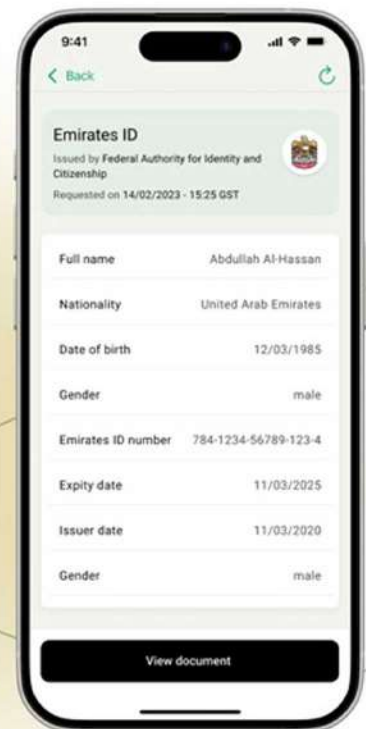 9:41
Back
Emirates ID
Issued by Federal Authority for Identity and
Citizenship
Requested on 14/02/2023 - 15:25 GST
Full name Abdullah Al-Hassan
Nationality United Arab Emirates
Date of birth 12/03/1985
Gender male
Emirates ID number 784-1234-56789-123-4
Expity date 11/03/2025
Issuer date 11/03/2020
Gender male
View document